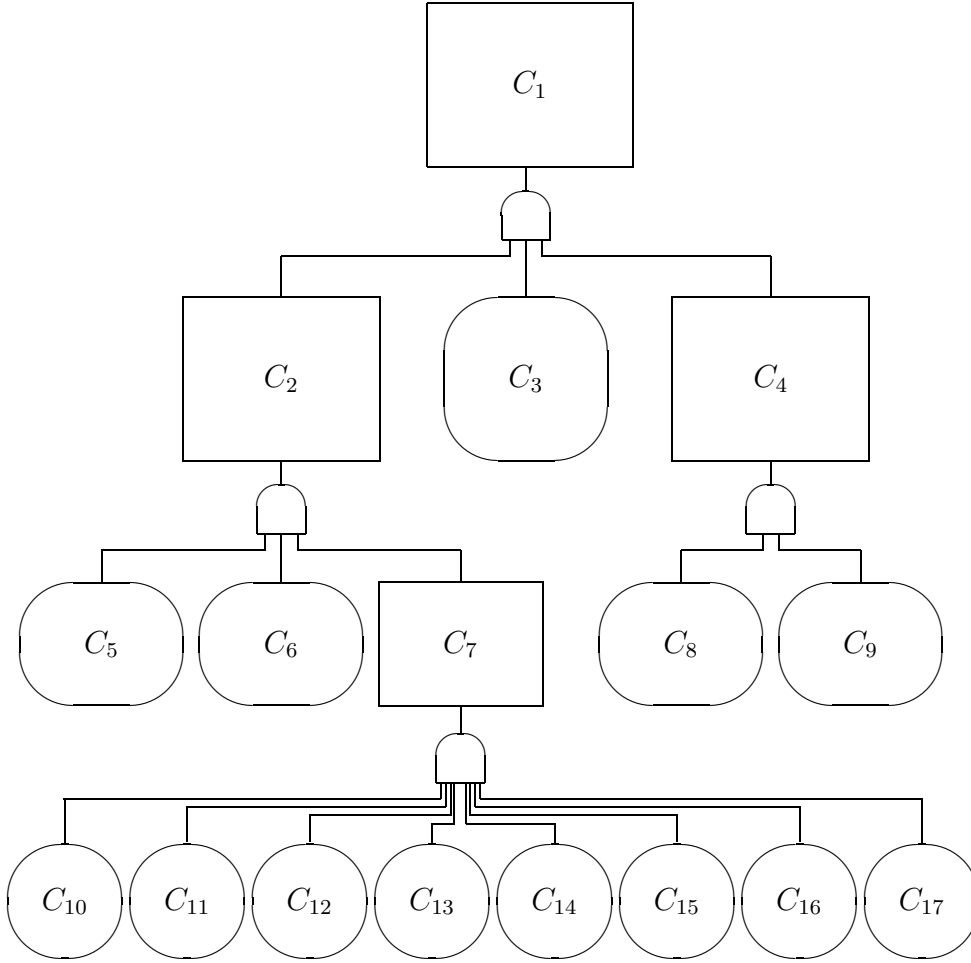 C₁
C₂ C₃ C₄
C₅ C₆ C₇ C₈ C₉
C₁₀ C₁₁ C₁₂ C₁₃ C₁₄ C₁₅ C₁₆ C₁₇